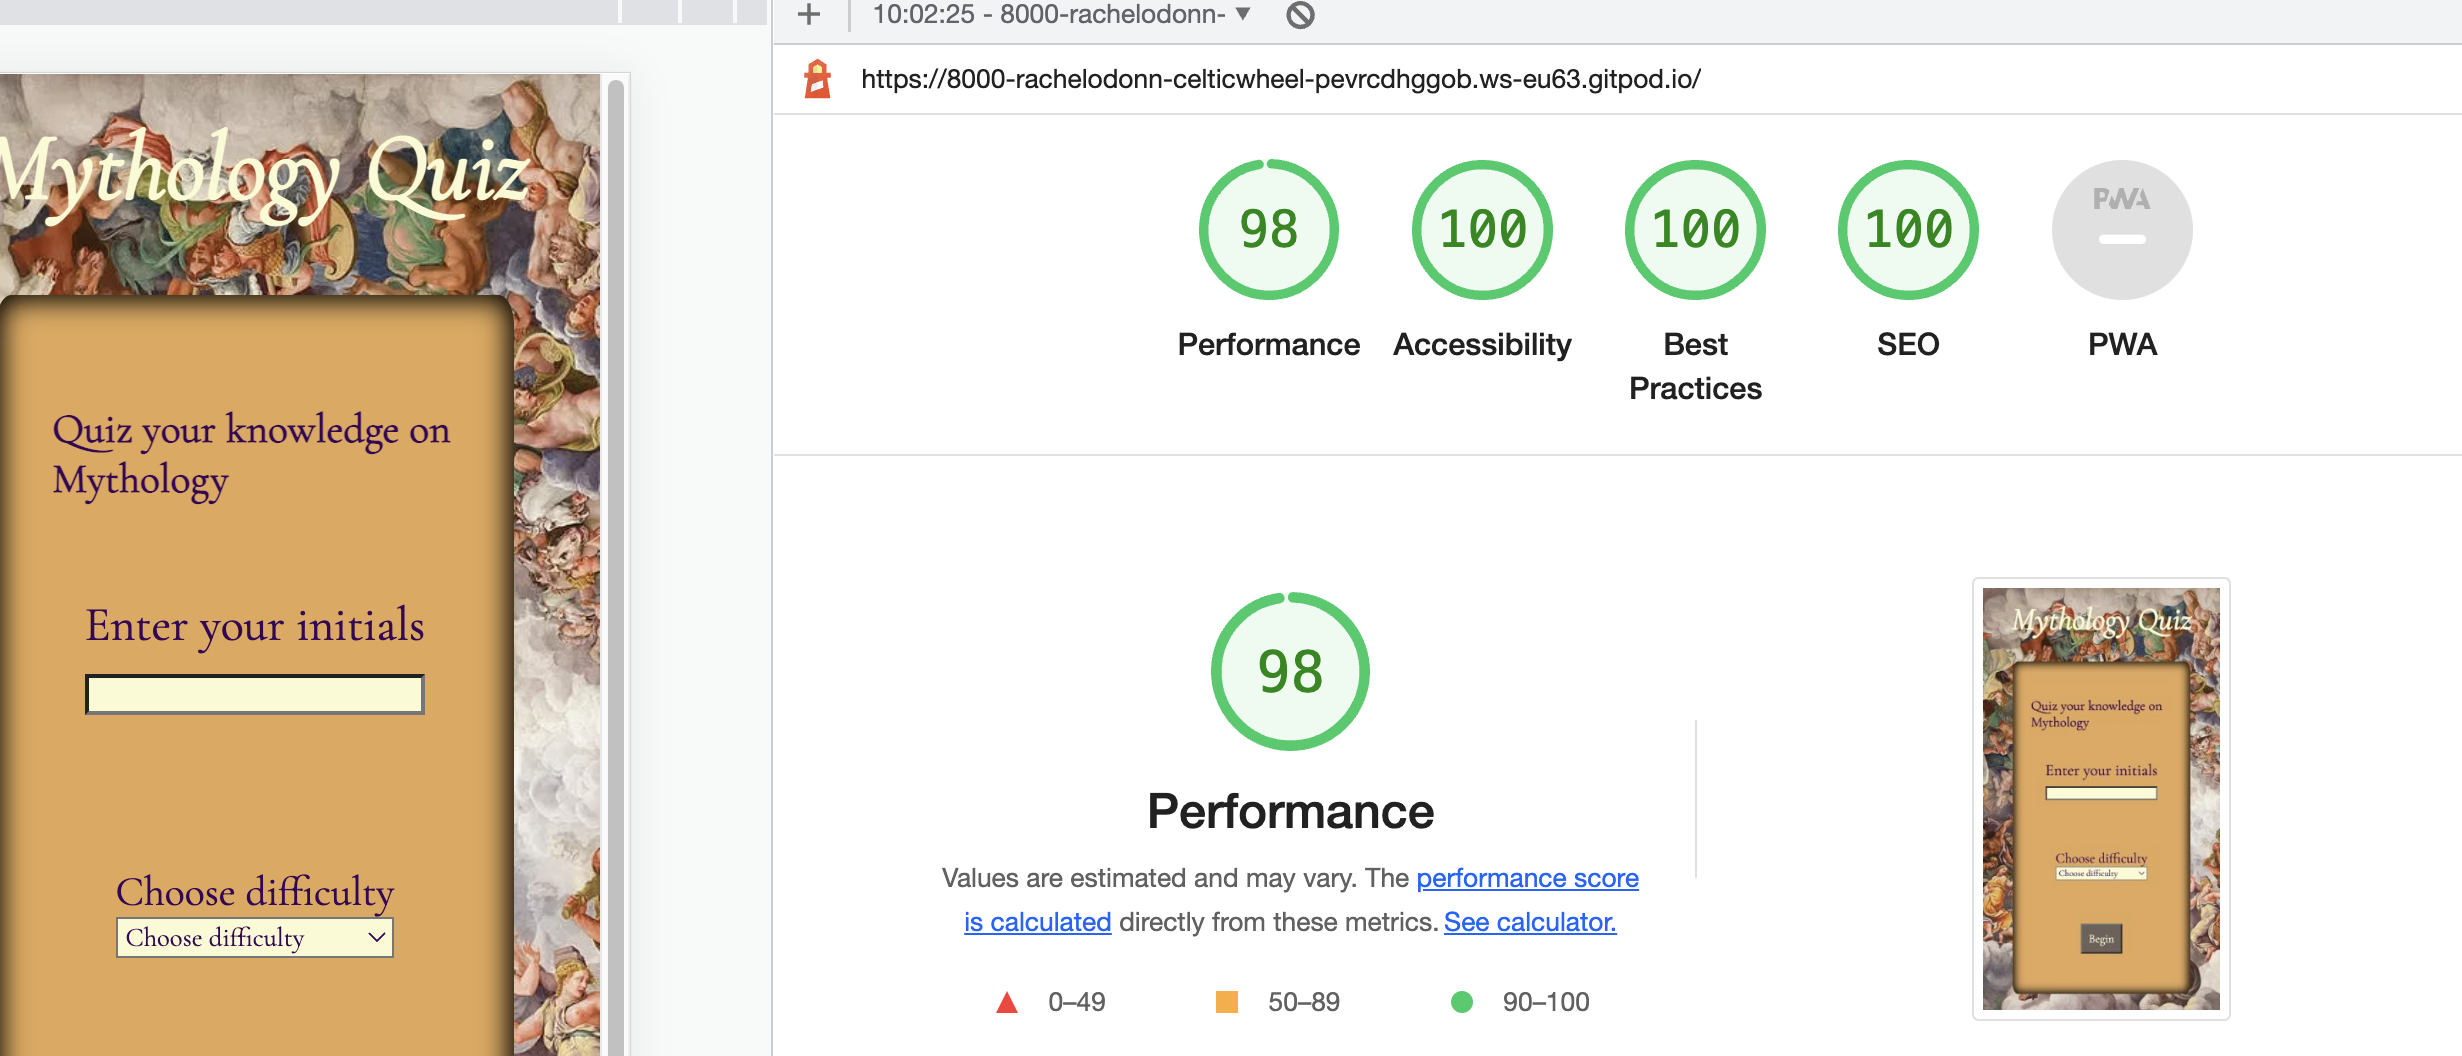 10:02:25 - 8000-rachelodonn-
https://8000-rachelodonn-celticwheel-pevrcdhggob.ws-eu63.gitpod.io/
Mythology Quiz
Quiz your knowledge on
Mythology
Enter your initials
Choose difficulty
Choose difficulty
98
100
100
100
PWA
Performance
Accessibility
Best
Practices
SEO
PWA
98
Performance
Values are estimated and may vary. The performance score
is calculated directly from these metrics. See calculator.
0–49
50–89
90–100
Mythology Quiz
Quiz your knowledge on
Mythology
Enter your initials
Choose difficulty
Choose difficulty
Begin